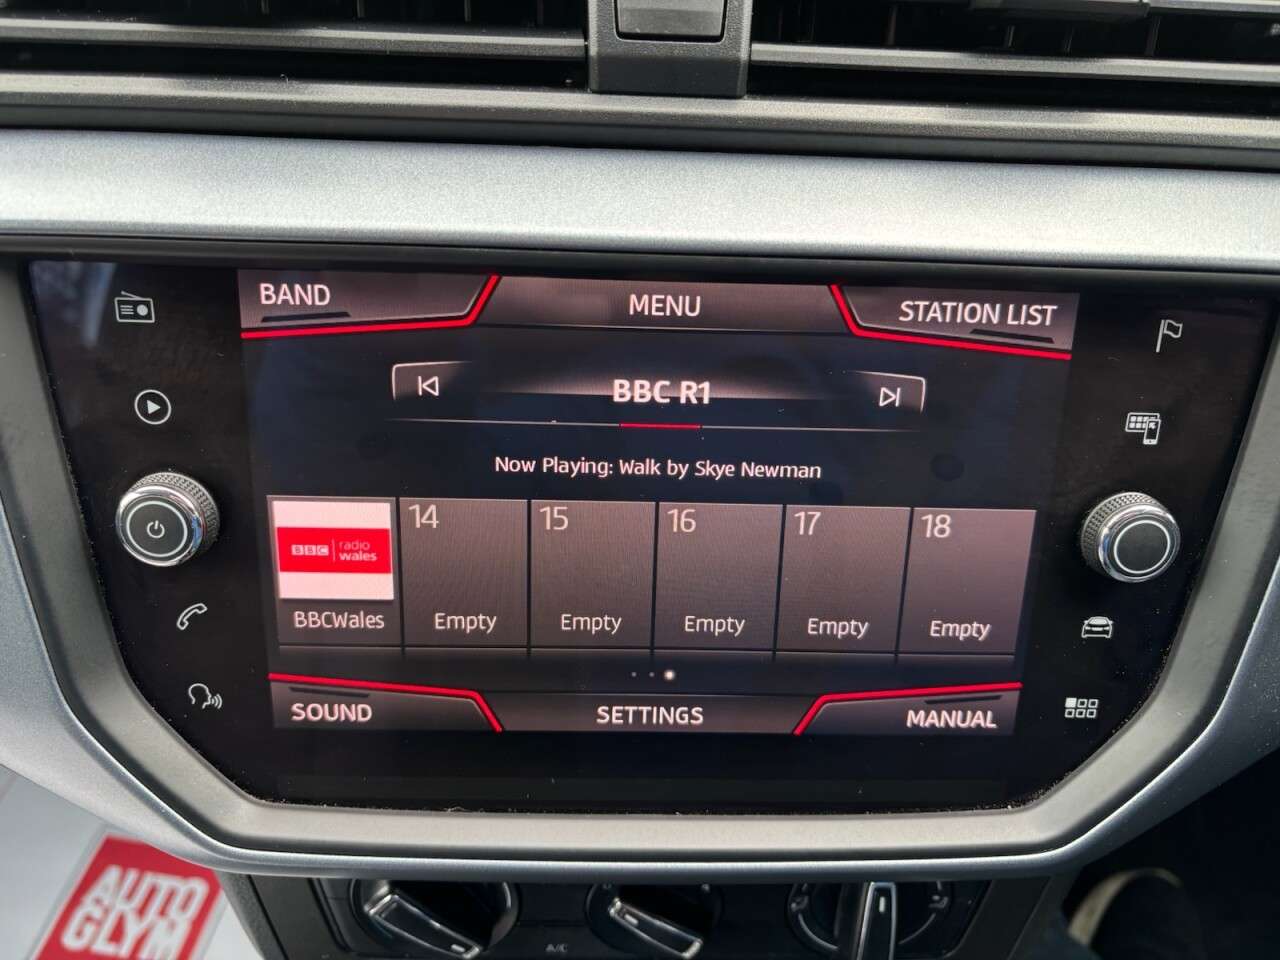 BAND
MENU
STATION LIST
BBC R1
Now Playing: Walk by Skye Newman
BBC radio
wales
14
15
16
17
18
BBCWales
Empty
Empty
Empty
Empty
Empty
SOUND
SETTINGS
MANUAL
AUTO
GLYM
A/C